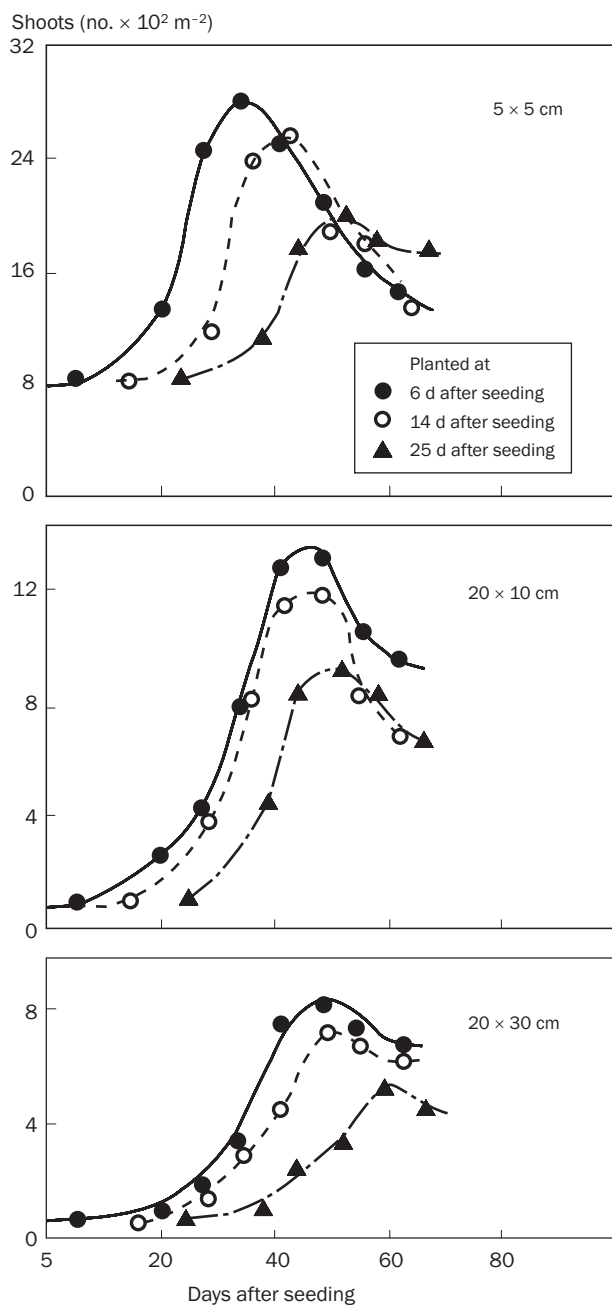 Shoots (no. × 10² m⁻²)
32
5 × 5 cm
24
16
Planted at
6 d after seeding
8
14 d after seeding
25 d after seeding
0
12
20 × 10 cm
8
4
0
8
20 × 30 cm
4
0
5 20 40 60 80
Days after seeding